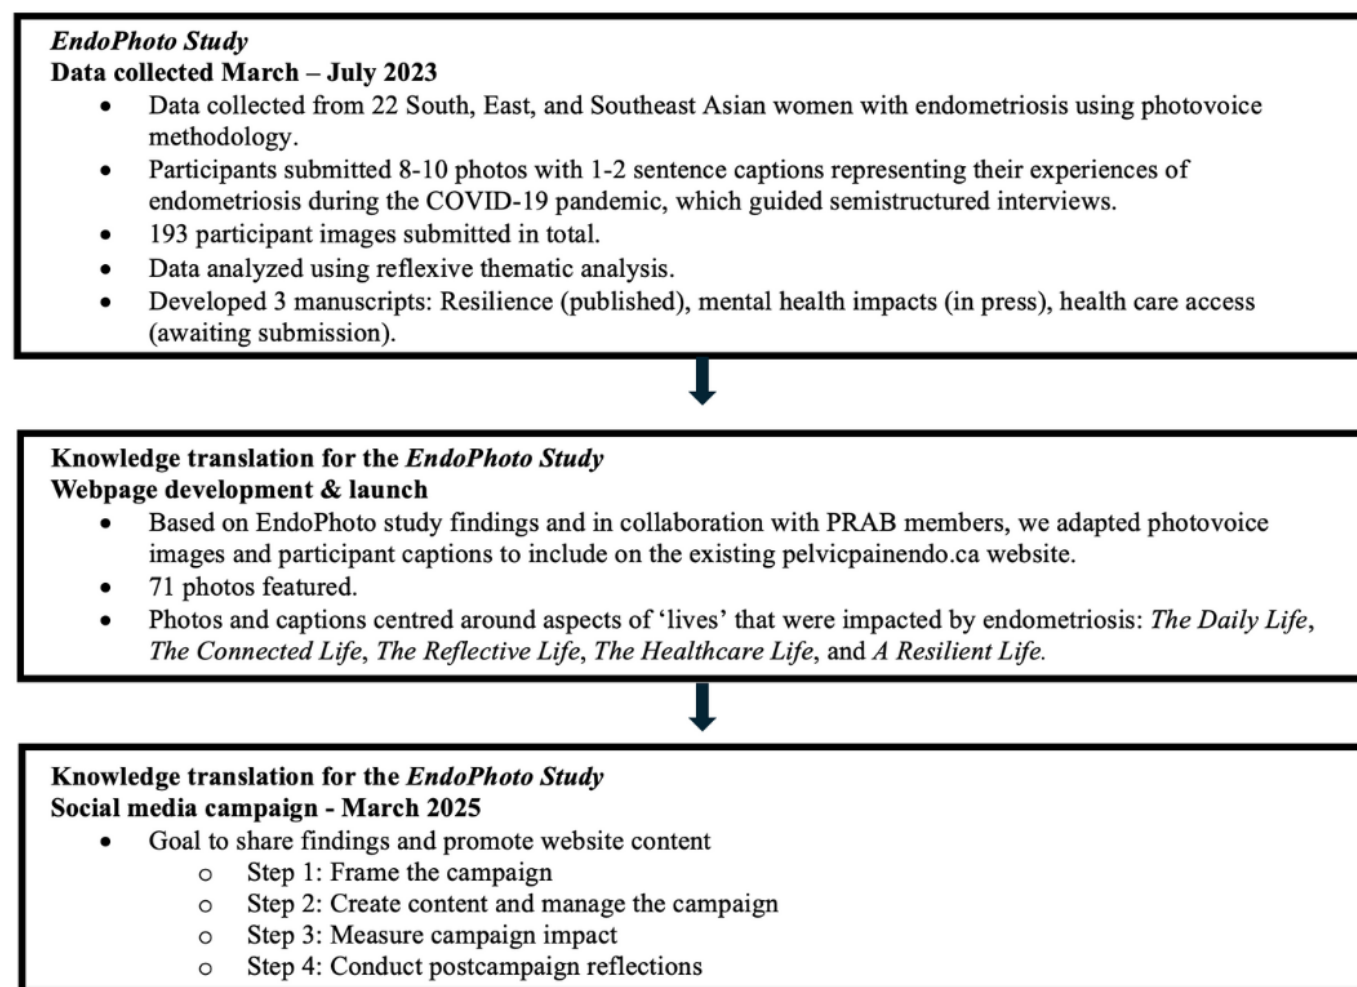 EndoPhoto Study
Data collected March – July 2023
• Data collected from 22 South, East, and Southeast Asian women with endometriosis using photovoice
methodology.
• Participants submitted 8-10 photos with 1-2 sentence captions representing their experiences of
endometriosis during the COVID-19 pandemic, which guided semistructured interviews.
• 193 participant images submitted in total.
• Data analyzed using reflexive thematic analysis.
• Developed 3 manuscripts: Resilience (published), mental health impacts (in press), health care access
(awaiting submission).
Knowledge translation for the EndoPhoto Study
Webpage development & launch
• Based on EndoPhoto study findings and in collaboration with PRAB members, we adapted photovoice
images and participant captions to include on the existing pelvicpainendo.ca website.
• 71 photos featured.
• Photos and captions centred around aspects of ‘lives’ that were impacted by endometriosis: The Daily Life,
The Connected Life, The Reflective Life, The Healthcare Life, and A Resilient Life.
Knowledge translation for the EndoPhoto Study
Social media campaign - March 2025
• Goal to share findings and promote website content
o Step 1: Frame the campaign
o Step 2: Create content and manage the campaign
o Step 3: Measure campaign impact
o Step 4: Conduct postcampaign reflections